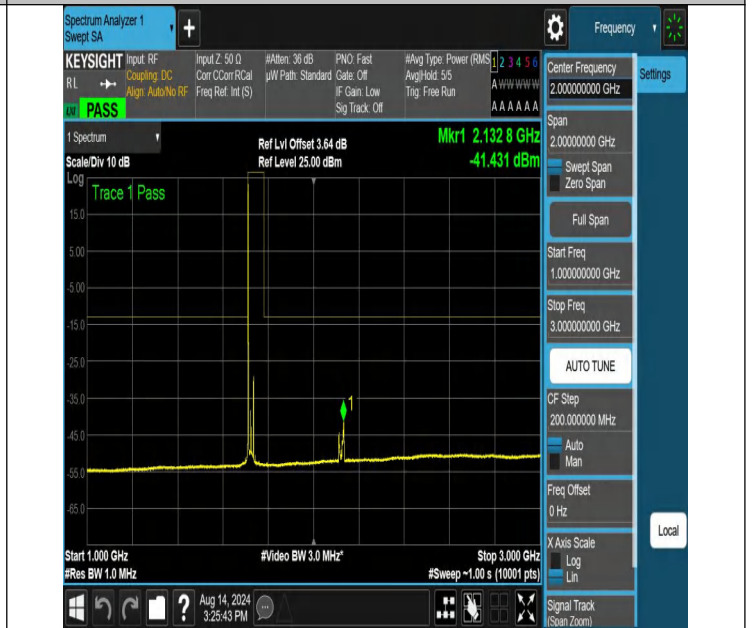 Spectrum Analyzer 1
Swept SA
+
Frequency
KEYSIGHT
RL
PASS
Input: RF
Coupling: DC
Align: Auto/No RF
Input Z: 50 Ω
Corr CCorr RCal
Freq Ref: Int (S)
#Atten: 36 dB
µW Path: Standard
PNO: Fast
Gate: Off
IF Gain: Low
Sig Track: Off
#Avg Type: Power (RMS
Avg|Hold: 5/5
Trig: Free Run
1 2 3 4 5 6
A W W W W W
A A A A A A
1 Spectrum
Scale/Div 10 dB
Ref Lvl Offset 3.64 dB
Ref Level 25.00 dBm
Mkr1 2.132 8 GHz
-41.431 dBm
Log
Trace 1 Pass
15.0
5.00
-5.00
-15.0
-25.0
-35.0
-45.0
-55.0
-65.0
1
Start 1.000 GHz
#Res BW 1.0 MHz
#Video BW 3.0 MHz*
Stop 3.000 GHz
#Sweep ~1.00 s (10001 pts)
Center Frequency
2.000000000 GHz
Span
2.00000000 GHz
Swept Span
Zero Span
Full Span
Start Freq
1.000000000 GHz
Stop Freq
3.000000000 GHz
AUTO TUNE
CF Step
200.000000 MHz
Auto
Man
Freq Offset
0 Hz
X Axis Scale
Log
Lin
Signal Track
(Span Zoom)
Settings
Local
?
Aug 14, 2024
3:25:43 PM